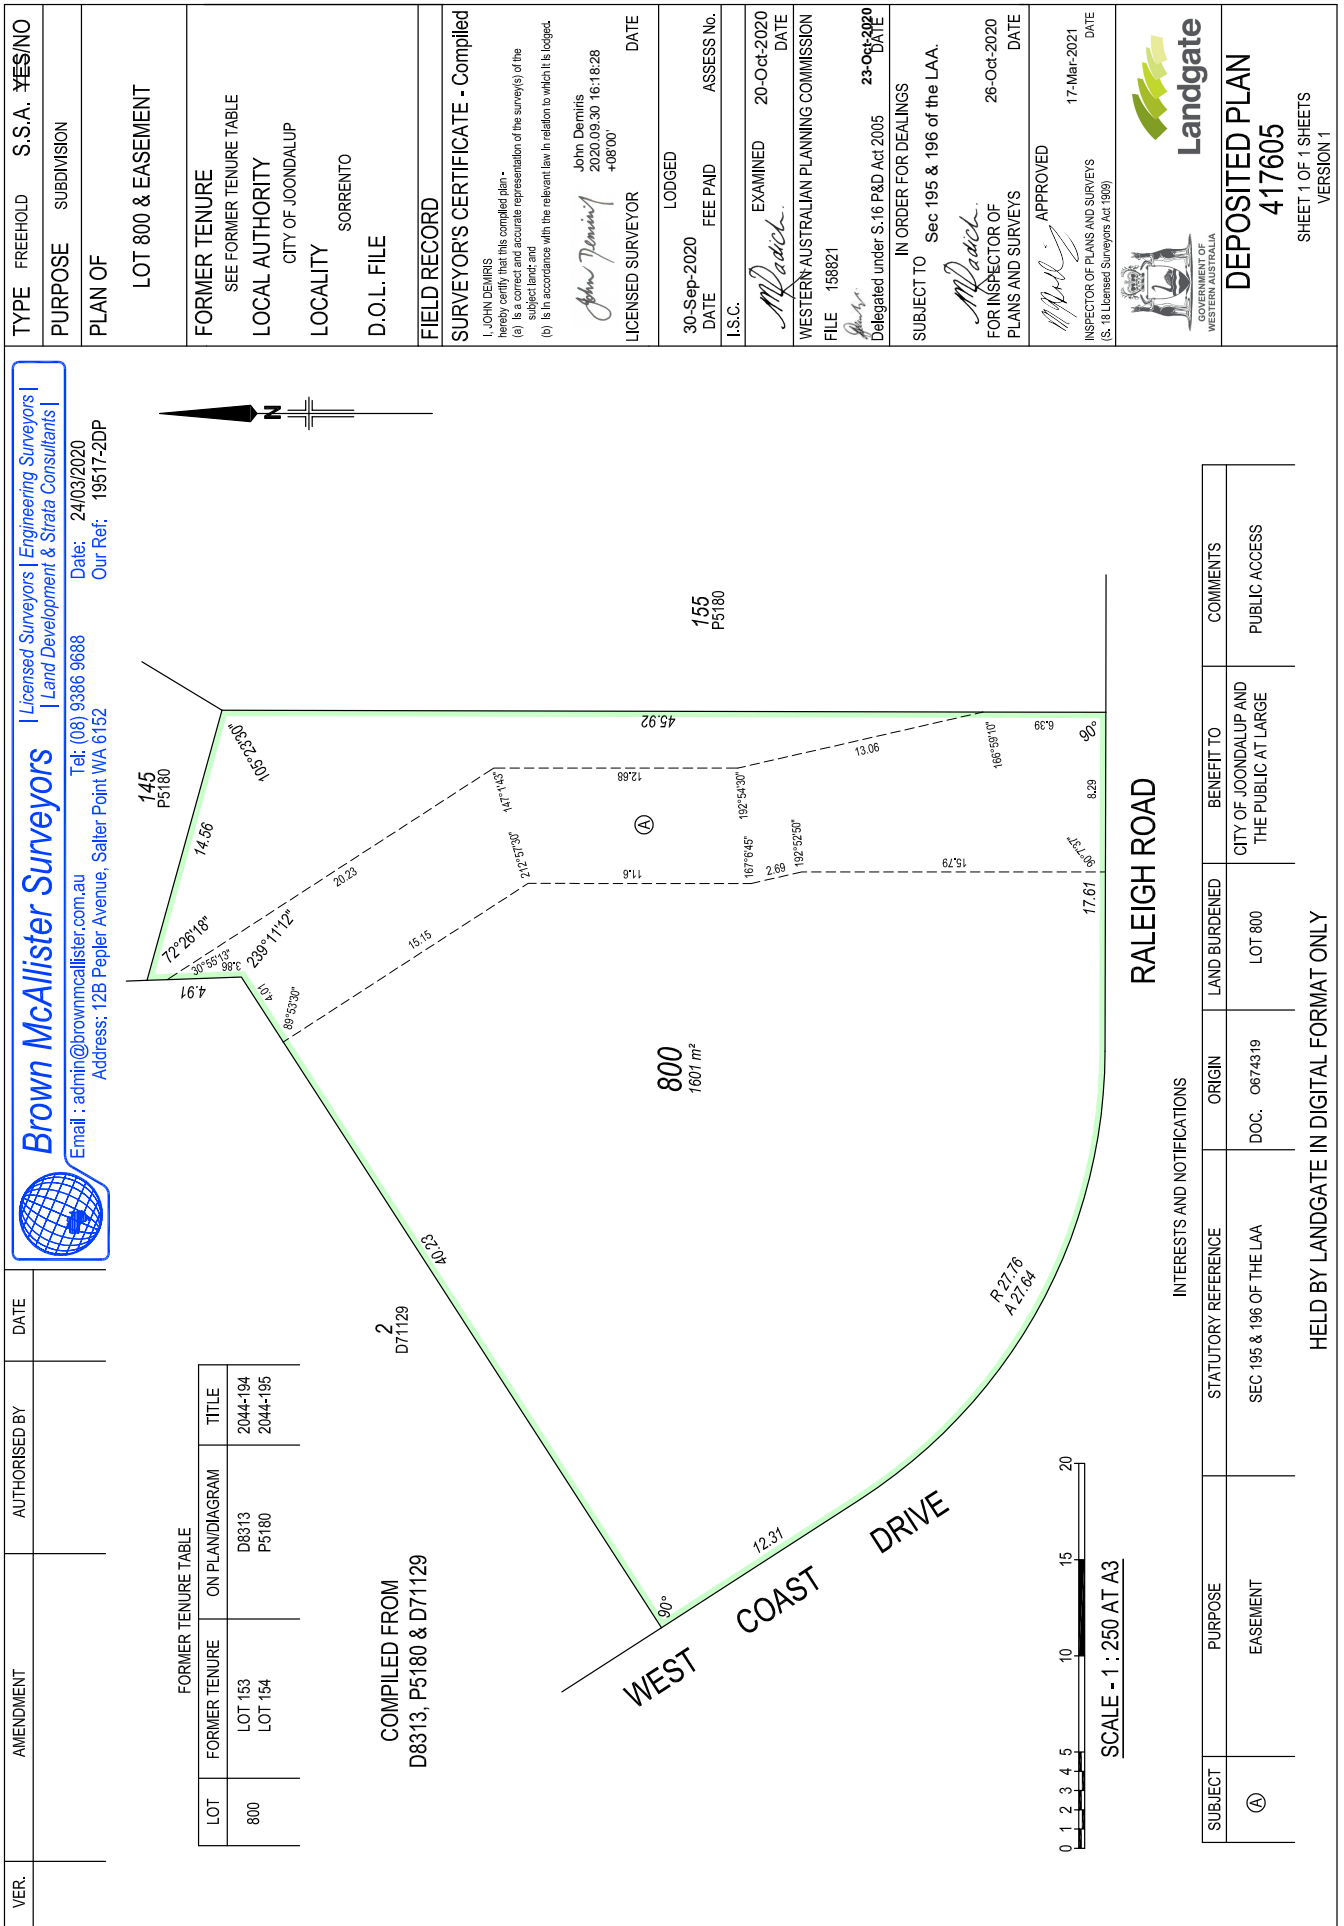 VER.
AMENDMENT
AUTHORISED BY
DATE
Brown McAllister Surveyors
| Licensed Surveyors | Engineering Surveyors |
| Land Development & Strata Consultants |
Email : admin@brownmcallister.com.au
Tel: (08) 9386 9688
Date: 24/03/2020
Address: 12B Pepler Avenue, Salter Point WA 6152
Our Ref: 19517-2DP
FORMER TENURE TABLE
LOT FORMER TENURE ON PLAN/DIAGRAM TITLE
800 LOT 153 D8313 2044-194
LOT 154 P5180 2044-195
COMPILED FROM
D8313, P5180 & D71129
2
D71129
145
P5180
155
P5180
N
800
1601 m²
A
14.56
105°23'30"
72°26'18"
30°55'13"
3.86
4.91
239°11'12"
4.01
89°53'30"
20.23
15.15
147°1'43"
212°57'30"
12.68
11.6
45.92
192°54'30"
167°6'45"
2.69
192°52'50"
13.06
166°59'10"
6.39
90°
8.29
15.79
90°7'37"
17.61
40.23
R 27.76
A 27.64
12.31
90°
WEST COAST DRIVE
RALEIGH ROAD
0 1 2 3 4 5 10 15 20
SCALE - 1 : 250 AT A3
INTERESTS AND NOTIFICATIONS
SUBJECT PURPOSE STATUTORY REFERENCE ORIGIN LAND BURDENED BENEFIT TO COMMENTS
A EASEMENT SEC 195 & 196 OF THE LAA DOC. O674319 LOT 800 CITY OF JOONDALUP AND PUBLIC ACCESS
THE PUBLIC AT LARGE
HELD BY LANDGATE IN DIGITAL FORMAT ONLY
TYPE FREEHOLD S.S.A. YES/NO
PURPOSE SUBDIVISION
PLAN OF
LOT 800 & EASEMENT
FORMER TENURE
SEE FORMER TENURE TABLE
LOCAL AUTHORITY
CITY OF JOONDALUP
LOCALITY
SORRENTO
D.O.L. FILE
FIELD RECORD
SURVEYOR'S CERTIFICATE - Compiled
I, JOHN DEMIRIS
hereby certify that this compiled plan -
(a) is a correct and accurate representation of the survey(s) of the
subject land; and
(b) is in accordance with the relevant law in relation to which it is lodged.
John Demiris
John Demiris
2020.09.30 16:18:28
+08'00'
LICENSED SURVEYOR DATE
LODGED
30-Sep-2020
DATE FEE PAID ASSESS No.
I.S.C.
EXAMINED 20-Oct-2020
DATE
WESTERN AUSTRALIAN PLANNING COMMISSION
FILE 158821
23-Oct-2020
Delegated under S.16 P&D Act 2005 DATE
IN ORDER FOR DEALINGS
SUBJECT TO Sec 195 & 196 of the LAA.
FOR INSPECTOR OF 26-Oct-2020
PLANS AND SURVEYS DATE
APPROVED
17-Mar-2021
INSPECTOR OF PLANS AND SURVEYS DATE
(S. 18 Licensed Surveyors Act 1909)
GOVERNMENT OF
WESTERN AUSTRALIA
Landgate
DEPOSITED PLAN
417605
SHEET 1 OF 1 SHEETS
VERSION 1